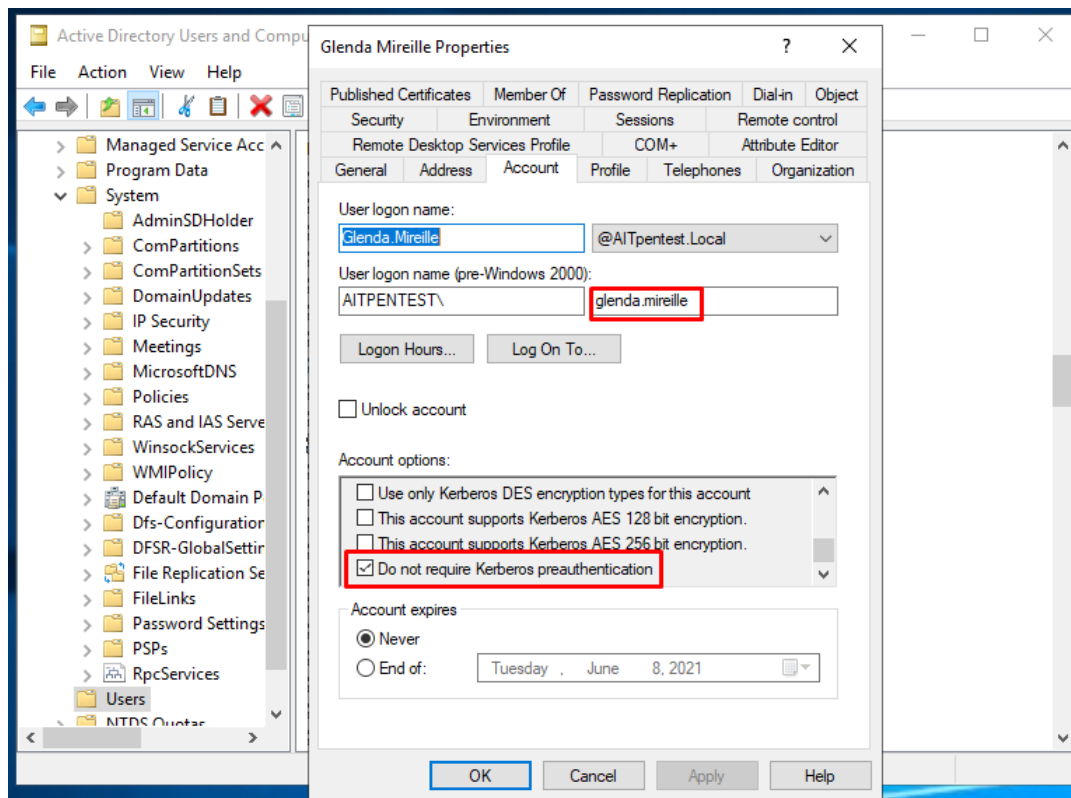 Active Directory Users and Compu
File Action View Help
Managed Service Acc
Program Data
System
AdminSDHolder
ComPartitions
ComPartitionSets
DomainUpdates
IP Security
Meetings
MicrosoftDNS
Policies
RAS and IAS Serve
WinsockServices
WMIPolicy
Default Domain P
Dfs-Configuration
DFSR-GlobalSettin
File Replication Se
FileLinks
Password Settings
PSPs
RpcServices
Users
NTDS Quotas
Glenda Mireille Properties
?
Published Certificates Member Of Password Replication Dial-in Object
Security Environment Sessions Remote control
Remote Desktop Services Profile COM+ Attribute Editor
General Address Account Profile Telephones Organization
User logon name:
Glenda.Mireille @AITpentest.Local
User logon name (pre-Windows 2000):
AITPENTEST\ glenda.mireille
Logon Hours... Log On To...
Unlock account
Account options:
Use only Kerberos DES encryption types for this account
This account supports Kerberos AES 128 bit encryption.
This account supports Kerberos AES 256 bit encryption.
Do not require Kerberos preauthentication
Account expires
Never
End of: Tuesday , June 8, 2021
OK Cancel Apply Help